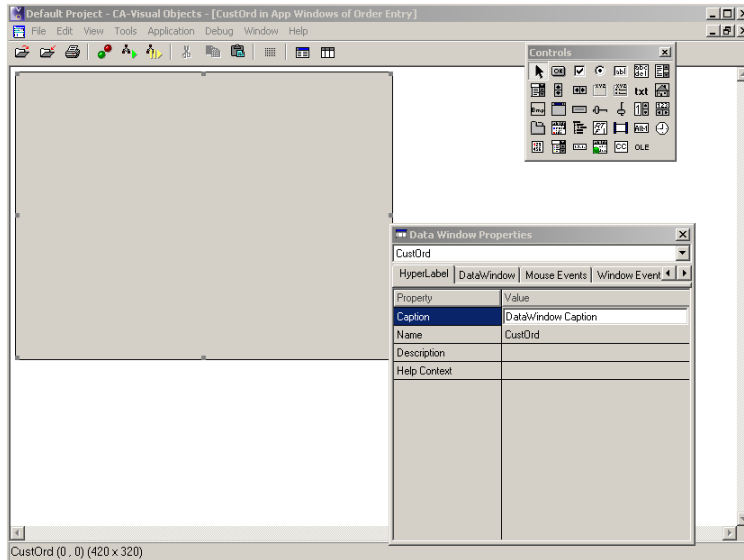 Default Project - CA-Visual Objects - [CustOrd in App Windows of Order Entry]
File Edit View Tools Application Debug Window Help
Controls
OK
txt
Bmp
CC OLE
Data Window Properties
CustOrd
HyperLabel DataWindow Mouse Events Window Event
Property Value
Caption DataWindow Caption
Name CustOrd
Description
Help Context
CustOrd (0 , 0) (420 x 320)